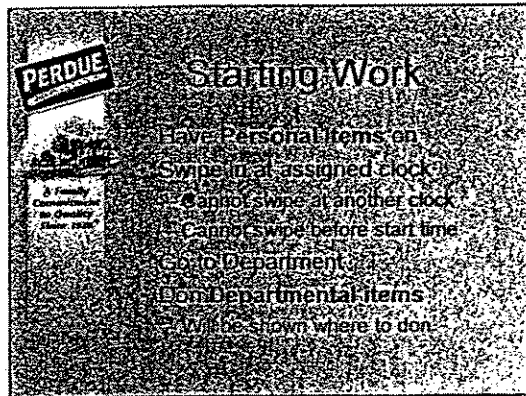 PERDUE
Starting Work
Have Personal Items on
Swipe in at assigned clock
- Cannot swipe at another clock
- Cannot swipe before start time
Go to Department
Don Departmental items
- Will be shown where to don
A Family
Commitment
to Quality
Since 1920